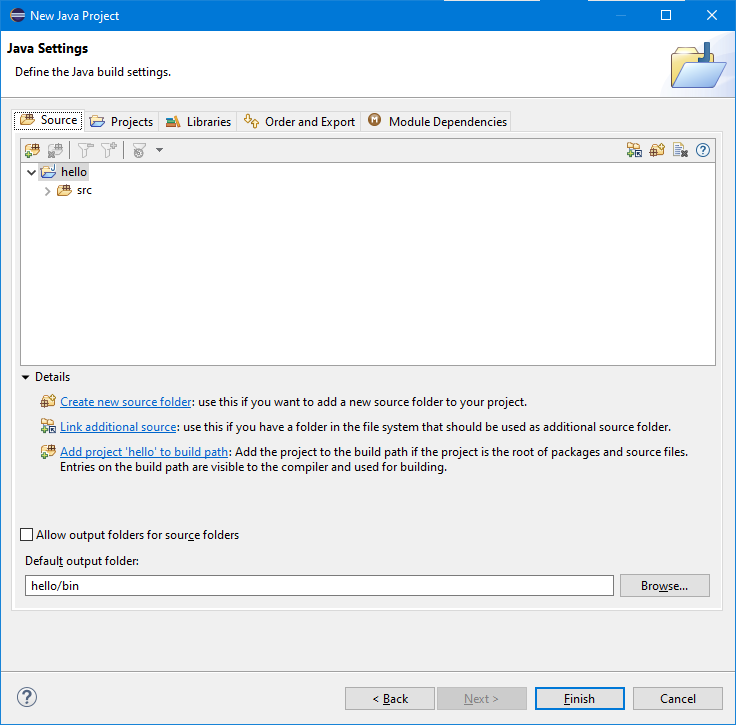 New Java Project
Java Settings
Define the Java build settings.
Source Projects Libraries Order and Export Module Dependencies
hello
src
Details
Create new source folder: use this if you want to add a new source folder to your project.
Link additional source: use this if you have a folder in the file system that should be used as additional source folder.
Add project 'hello' to build path: Add the project to the build path if the project is the root of packages and source files.
Entries on the build path are visible to the compiler and used for building.
Allow output folders for source folders
Default output folder:
hello/bin
Browse...
< Back Next > Finish Cancel